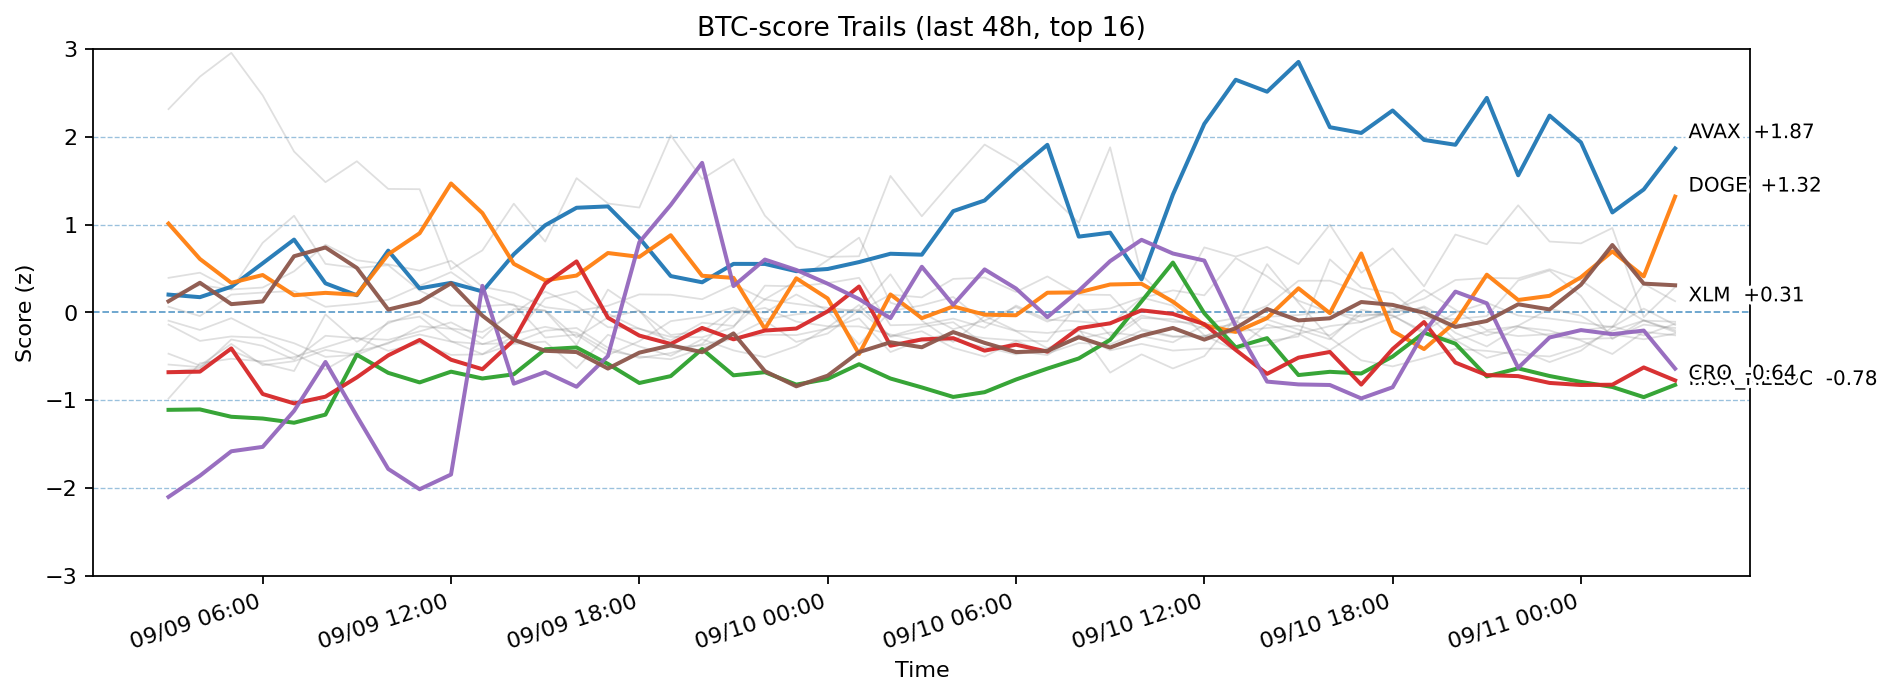 BTC-score Trails (last 48h, top 16)
Score (z)
3
2
1
0
−1
−2
−3
AVAX +1.87
DOGE +1.32
XLM +0.31
CRO -0.64
-0.78
09/09 06:00
09/09 12:00
09/09 18:00
09/10 00:00
09/10 06:00
09/10 12:00
09/10 18:00
09/11 00:00
Time